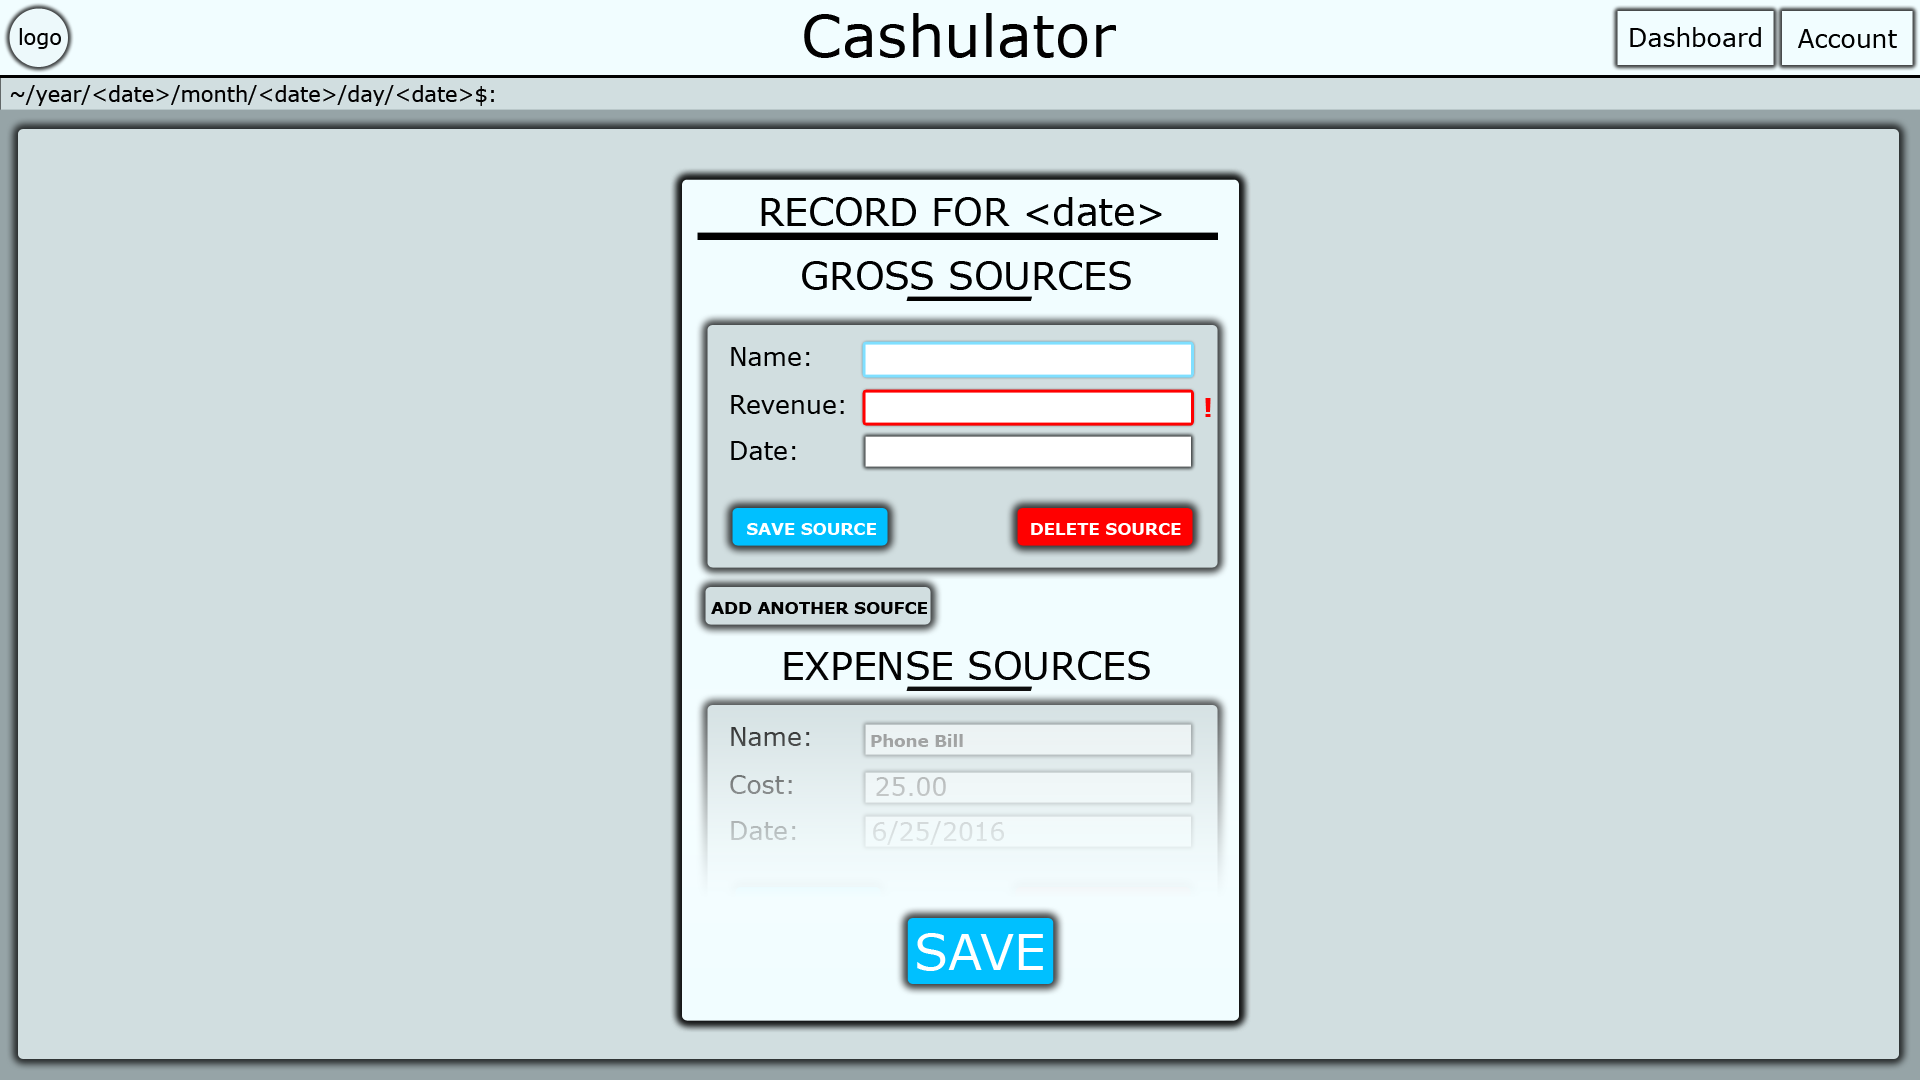 logo
Cashulator
Dashboard
Account
~/year/<date>/month/<date>/day/<date>$:
RECORD FOR <date>
GROSS SOURCES
Name:
Revenue:
!
Date:
SAVE SOURCE
DELETE SOURCE
ADD ANOTHER SOUFCE
EXPENSE SOURCES
Name:
Phone Bill
Cost:
25.00
Date:
6/25/2016
SAVE